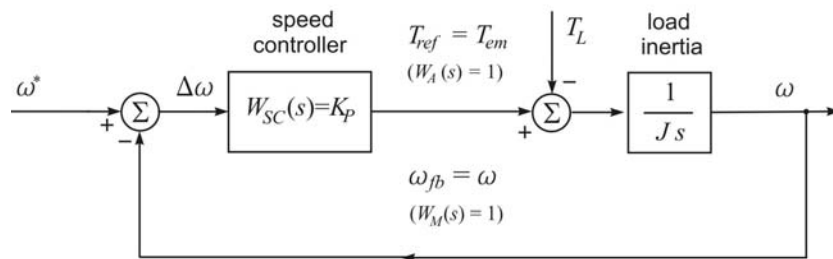 speed
controller
T_ref = T_em
(W_A(s) = 1)
T_L
load
inertia
ω*
Δω
W_SC(s)=K_P
Σ
Σ
1
J s
ω
+
−
+
−
ω_fb = ω
(W_M(s) = 1)